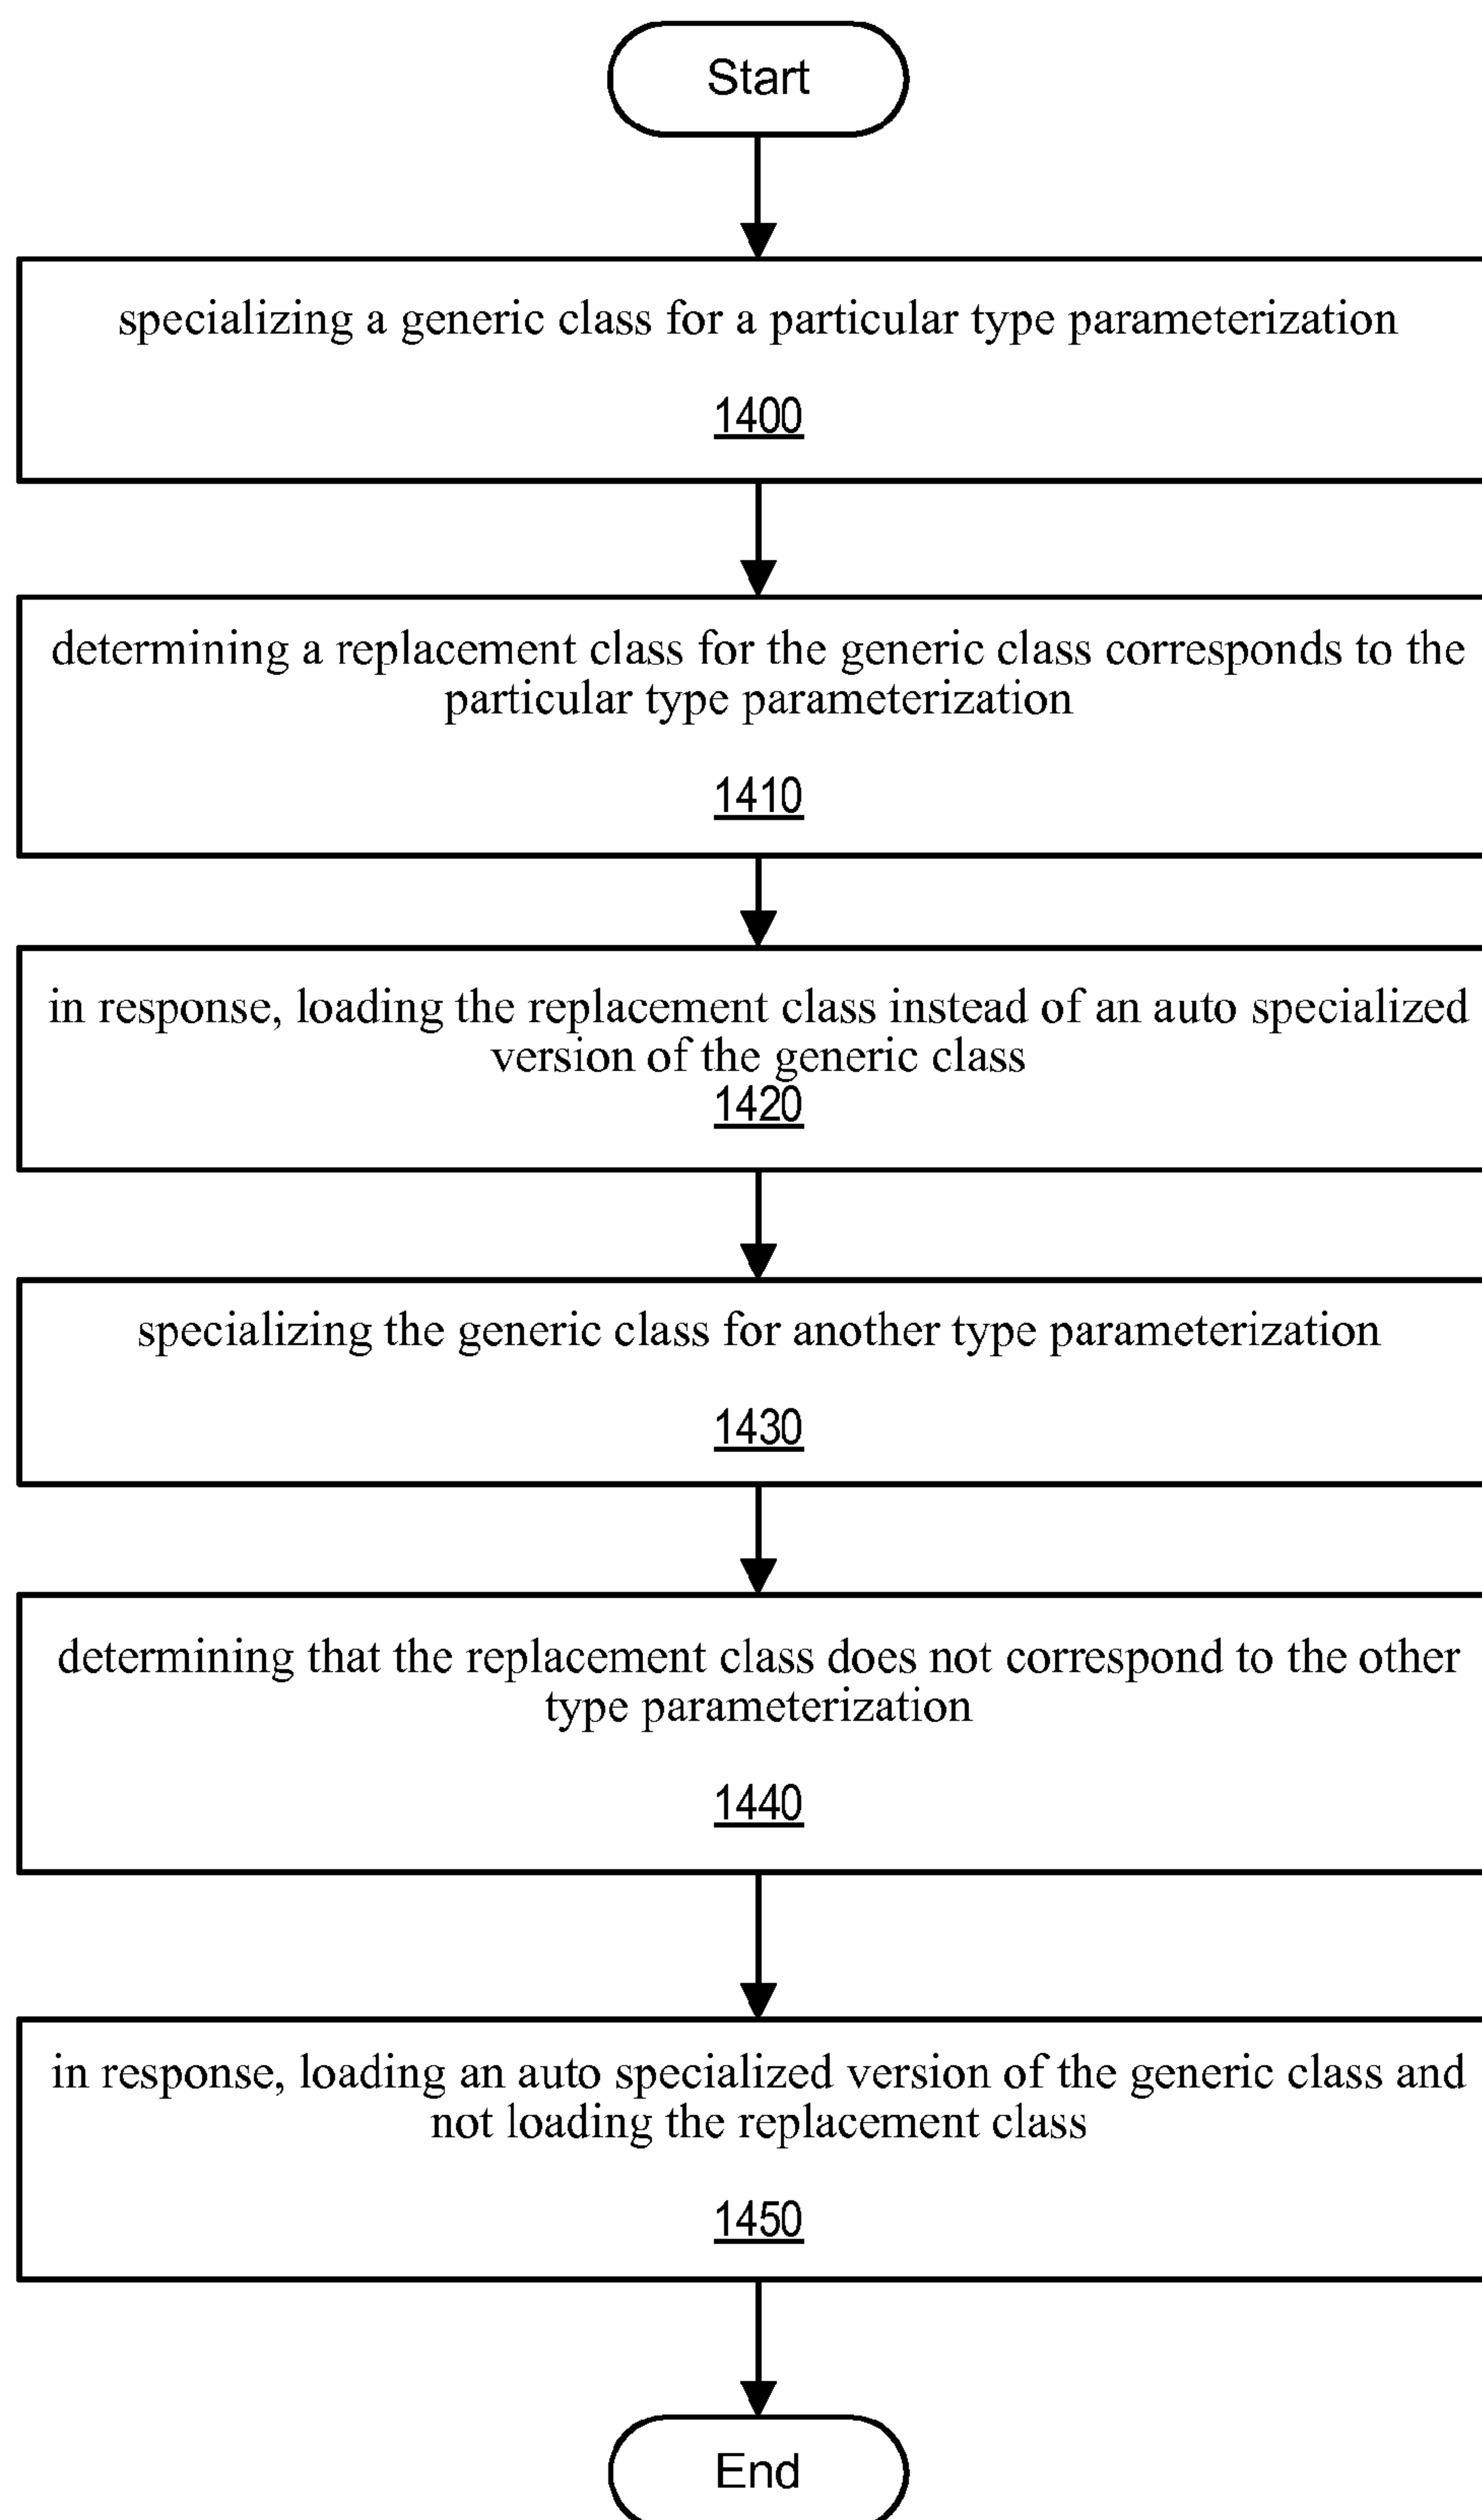 Start
specializing a generic class for a particular type parameterization
1400
determining a replacement class for the generic class corresponds to the
particular type parameterization
1410
in response, loading the replacement class instead of an auto specialized
version of the generic class
1420
specializing the generic class for another type parameterization
1430
determining that the replacement class does not correspond to the other
type parameterization
1440
in response, loading an auto specialized version of the generic class and
not loading the replacement class
1450
End